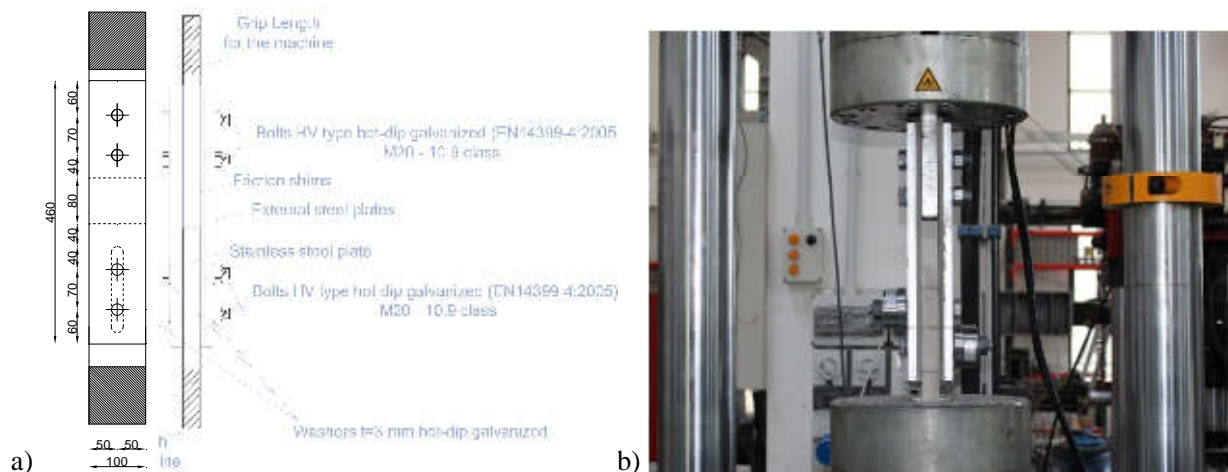 Grip Length
for the machine
Bolts HV type hot-dip galvanized (EN14399-4:2005
M20 - 10.9 class
Friction shims
External steel plates
Stainless steel plate
Bolts HV type hot dip galvanized (EN14399-4:2005)
M20 - 10.9 class
Washers t=3 mm hot-dip galvanized
460
60
70
40
80
40
40
70
60
50 50
100
h
ine
a)
b)